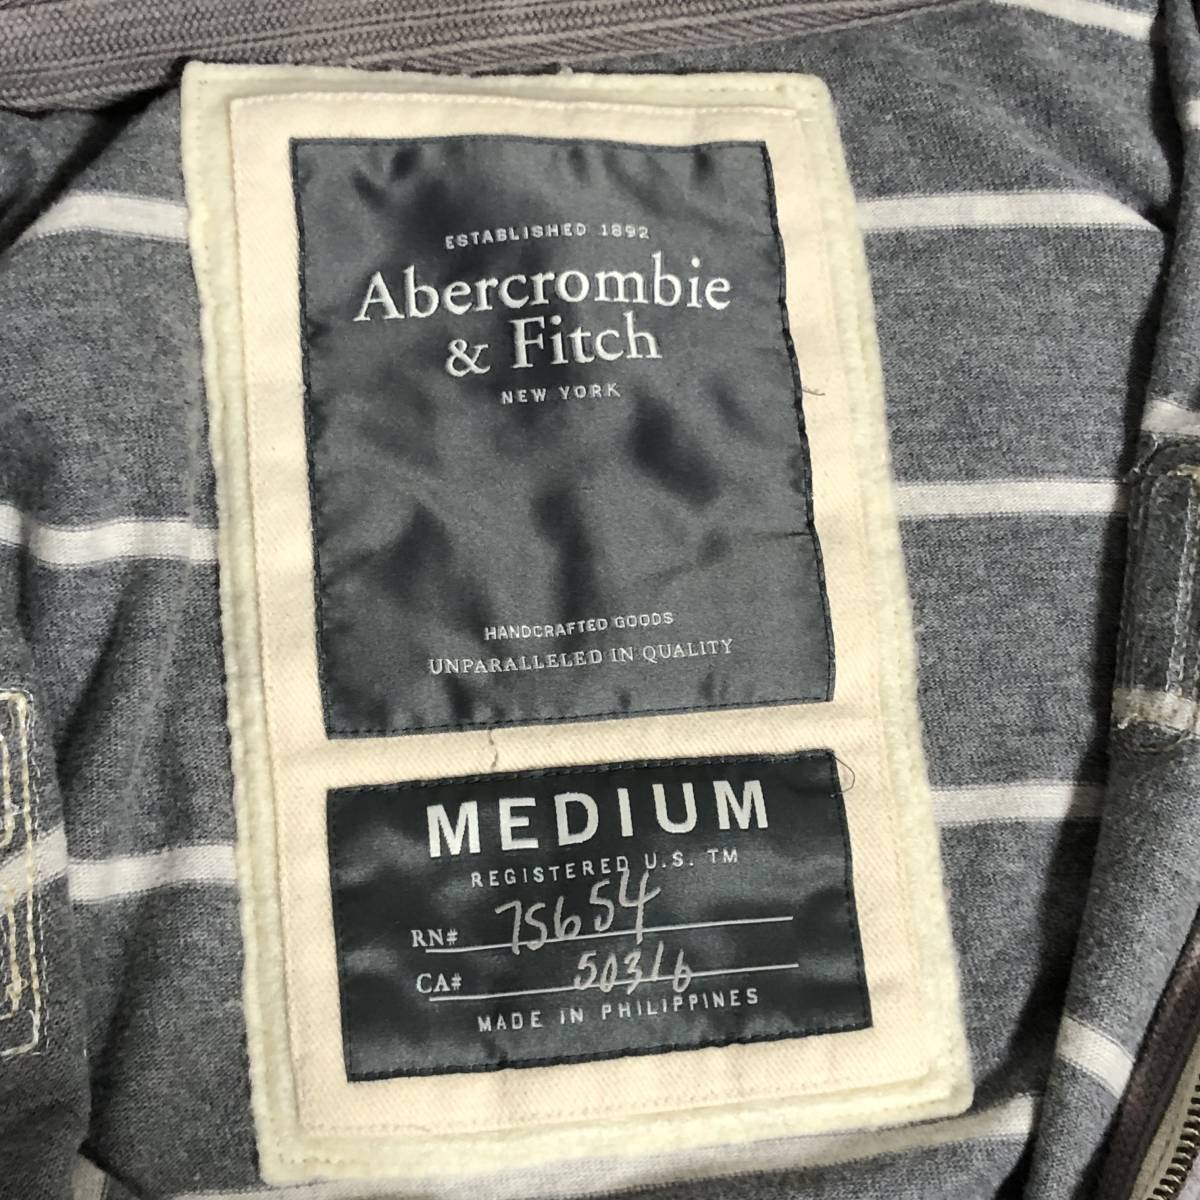 ESTABLISHED 1892
Abercrombie
& Fitch
NEW YORK
HANDCRAFTED GOODS
UNPARALLELED IN QUALITY
MEDIUM
REGISTERED U.S. TM
RN# 75654
CA# 50316
MADE IN PHILIPPINES